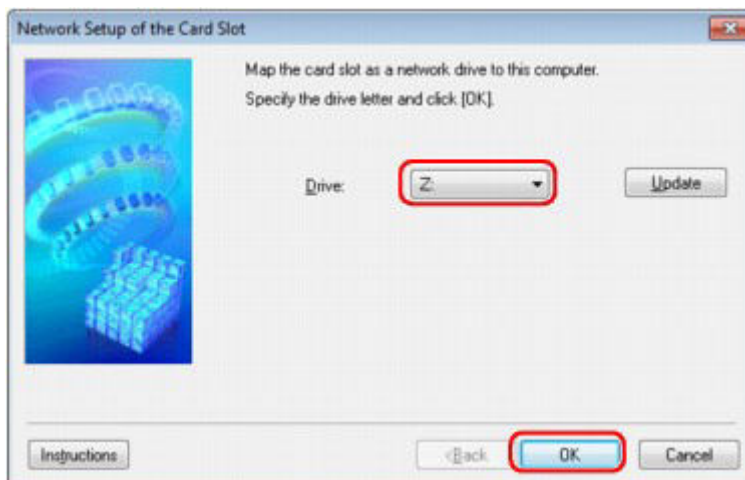 Network Setup of the Card Slot
Map the card slot as a network drive to this computer.
Specify the drive letter and click [OK].
Drive: Z: Update
Instructions <Back OK Cancel